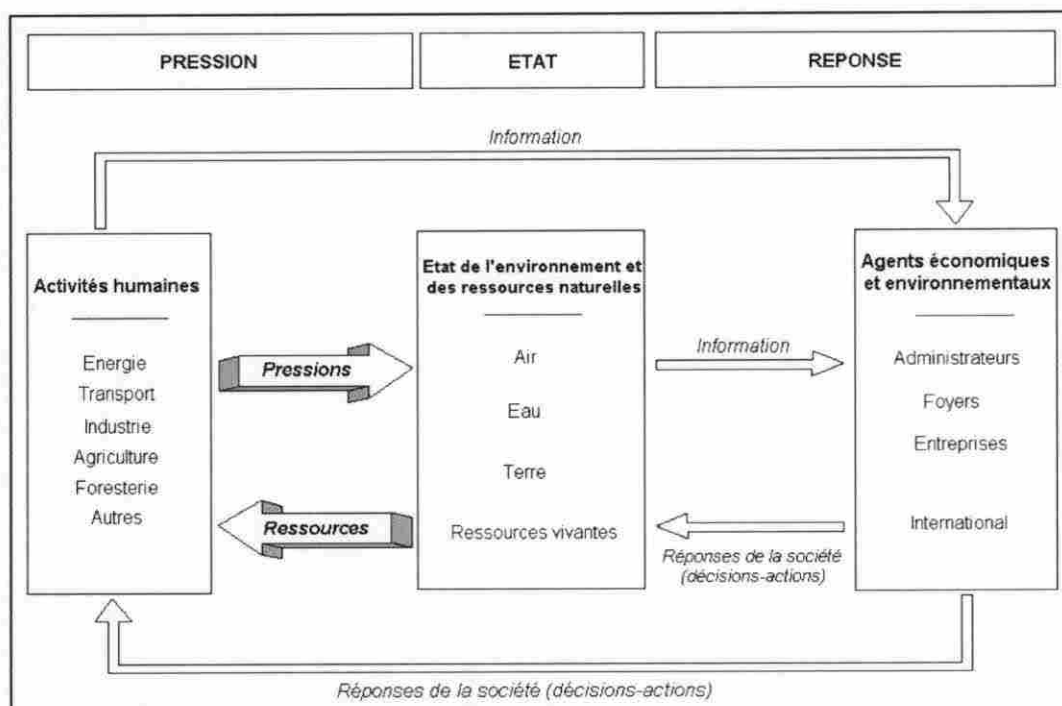 PRESSION
ETAT
REPONSE
Information
Activités humaines
Energie
Transport
Industrie
Agriculture
Foresterie
Autres
Pressions
Ressources
Etat de l'environnement et
des ressources naturelles
Air
Eau
Terre
Ressources vivantes
Information
Réponses de la société
(décisions-actions)
Agents économiques
et environnementaux
Administrateurs
Foyers
Entreprises
International
Réponses de la société (décisions-actions)